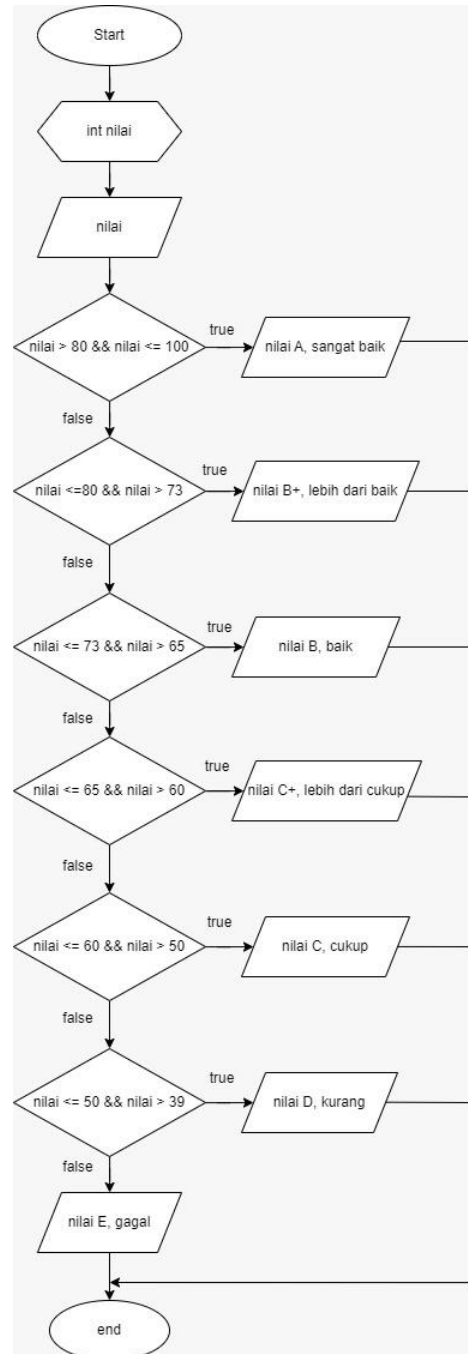 Start
int nilai
nilai
nilai > 80 && nilai <= 100
true
nilai A, sangat baik
false
nilai <=80 && nilai > 73
true
nilai B+, lebih dari baik
false
nilai <= 73 && nilai > 65
true
nilai B, baik
false
nilai <= 65 && nilai > 60
true
nilai C+, lebih dari cukup
false
nilai <= 60 && nilai > 50
true
nilai C, cukup
false
nilai <= 50 && nilai > 39
true
nilai D, kurang
false
nilai E, gagal
end